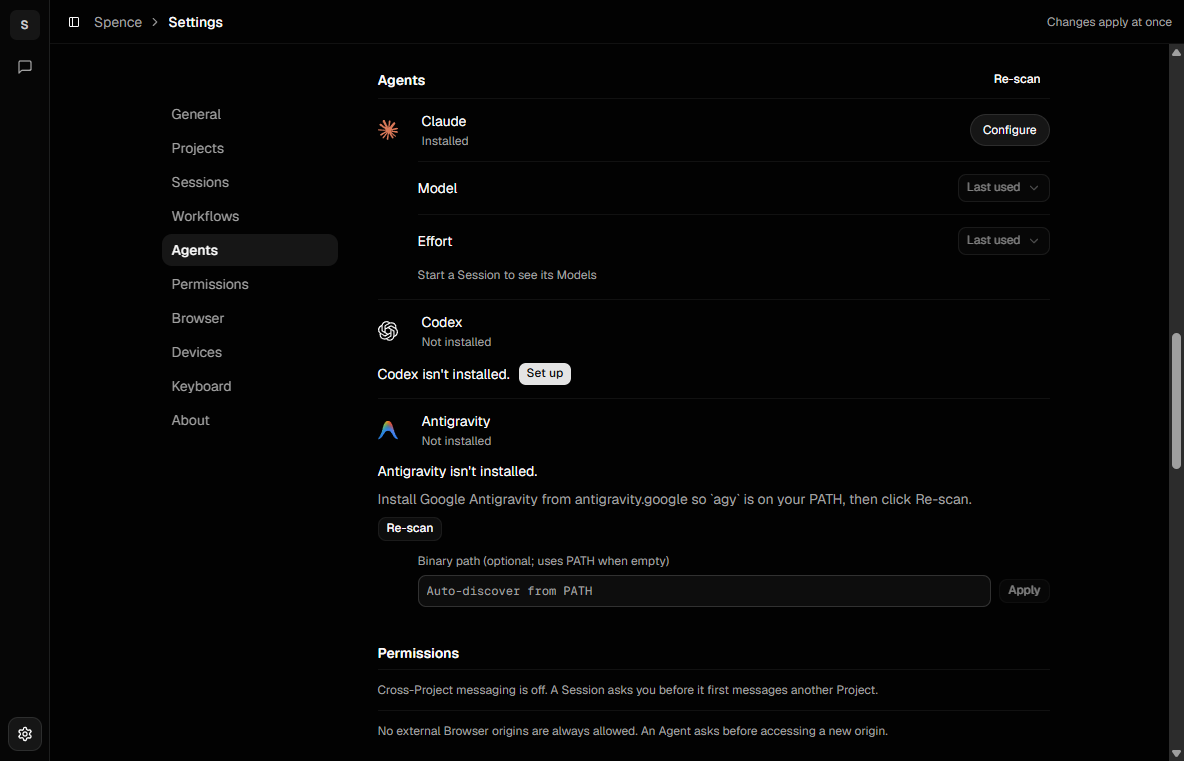 S
Spence > Settings
Changes apply at once
General
Projects
Sessions
Workflows
Agents
Permissions
Browser
Devices
Keyboard
About
Agents
Re-scan
Claude
Installed
Configure
Model
Last used
Effort
Last used
Start a Session to see its Models
Codex
Not installed
Codex isn't installed.
Set up
Antigravity
Not installed
Antigravity isn't installed.
Install Google Antigravity from antigravity.google so `agy` is on your PATH, then click Re-scan.
Re-scan
Binary path (optional; uses PATH when empty)
Auto-discover from PATH
Apply
Permissions
Cross-Project messaging is off. A Session asks you before it first messages another Project.
No external Browser origins are always allowed. An Agent asks before accessing a new origin.